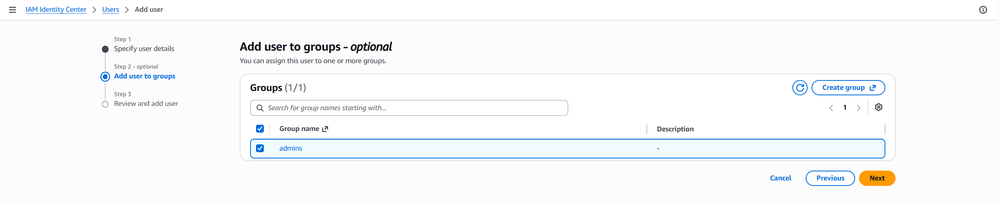 IAM Identity Center > Users > Add user
Step 1
Specify user details
Step 2 - optional
Add user to groups
Step 3
Review and add user
Add user to groups - optional
You can assign this user to one or more groups.
Groups (1/1)
Create group
Search for group names starting with...
1
Group name
Description
admins
-
Cancel
Previous
Next